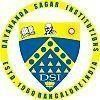 DAYANANDA SAGAR INSTITUTIONS
DSI
ESTD 1960 BANGALORE INDIA